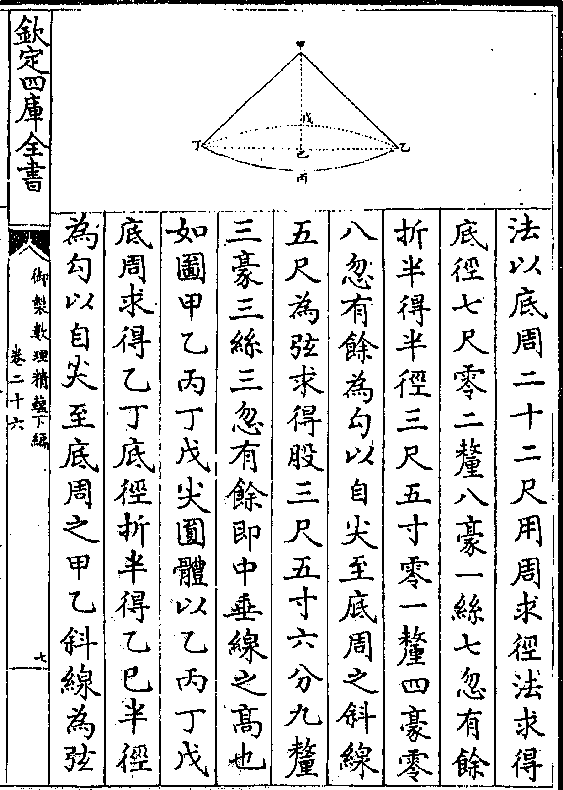 甲
戊
丁
乙
巳
丙
法以底周二十二尺用周求徑法求得
底徑七尺零二釐八豪一絲七忽有餘
折半得半徑三尺五寸零一釐四豪零
八忽有餘為勾以自尖至底周之斜線
五尺為弦求得股三尺五寸六分九釐
三豪三絲三忽有餘即中垂線之髙也
如圖甲乙丙丁戊尖圓體以乙丙丁戊
底周求得乙丁底徑折半得乙巳半徑
為勾以自尖至底周之甲乙斜線為弦
欽定四庫全書
御製數理精藴下編
卷二十六
七